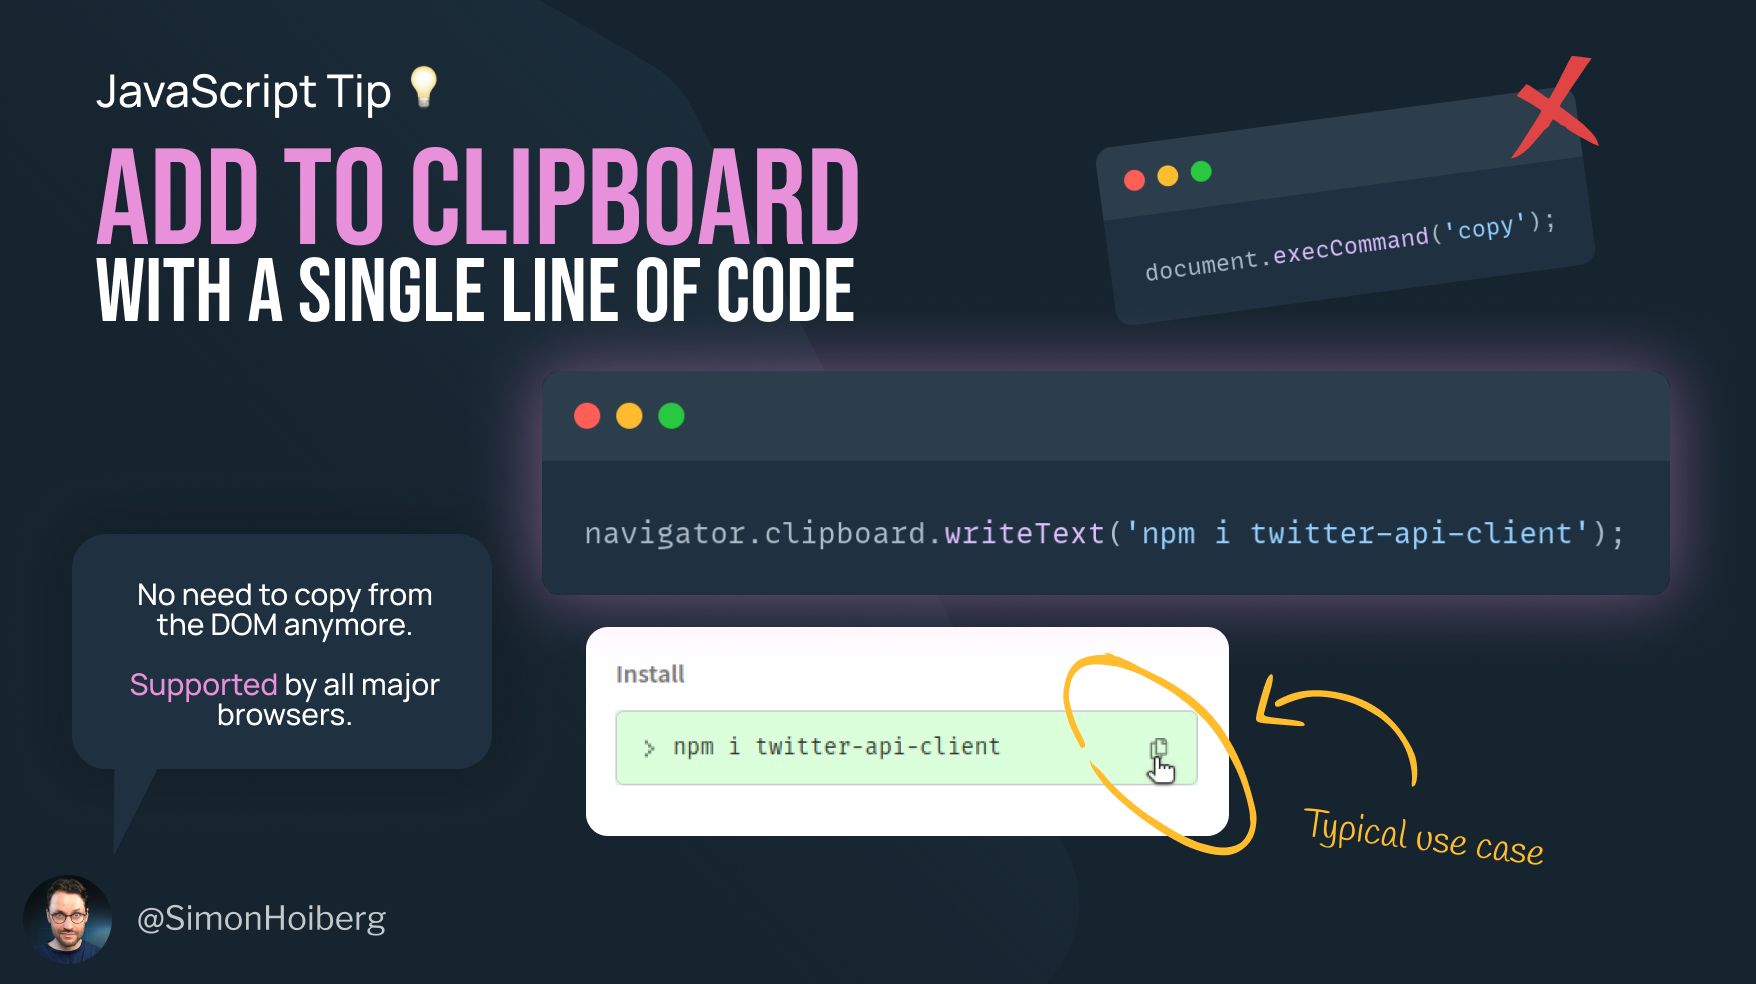 JavaScript Tip 💡
ADD TO CLIPBOARD
WITH A SINGLE LINE OF CODE
document.execCommand('copy');
navigator.clipboard.writeText('npm i twitter-api-client');
No need to copy from
the DOM anymore.
Supported by all major
browsers.
Install
> npm i twitter-api-client
Typical use case
@SimonHoiberg